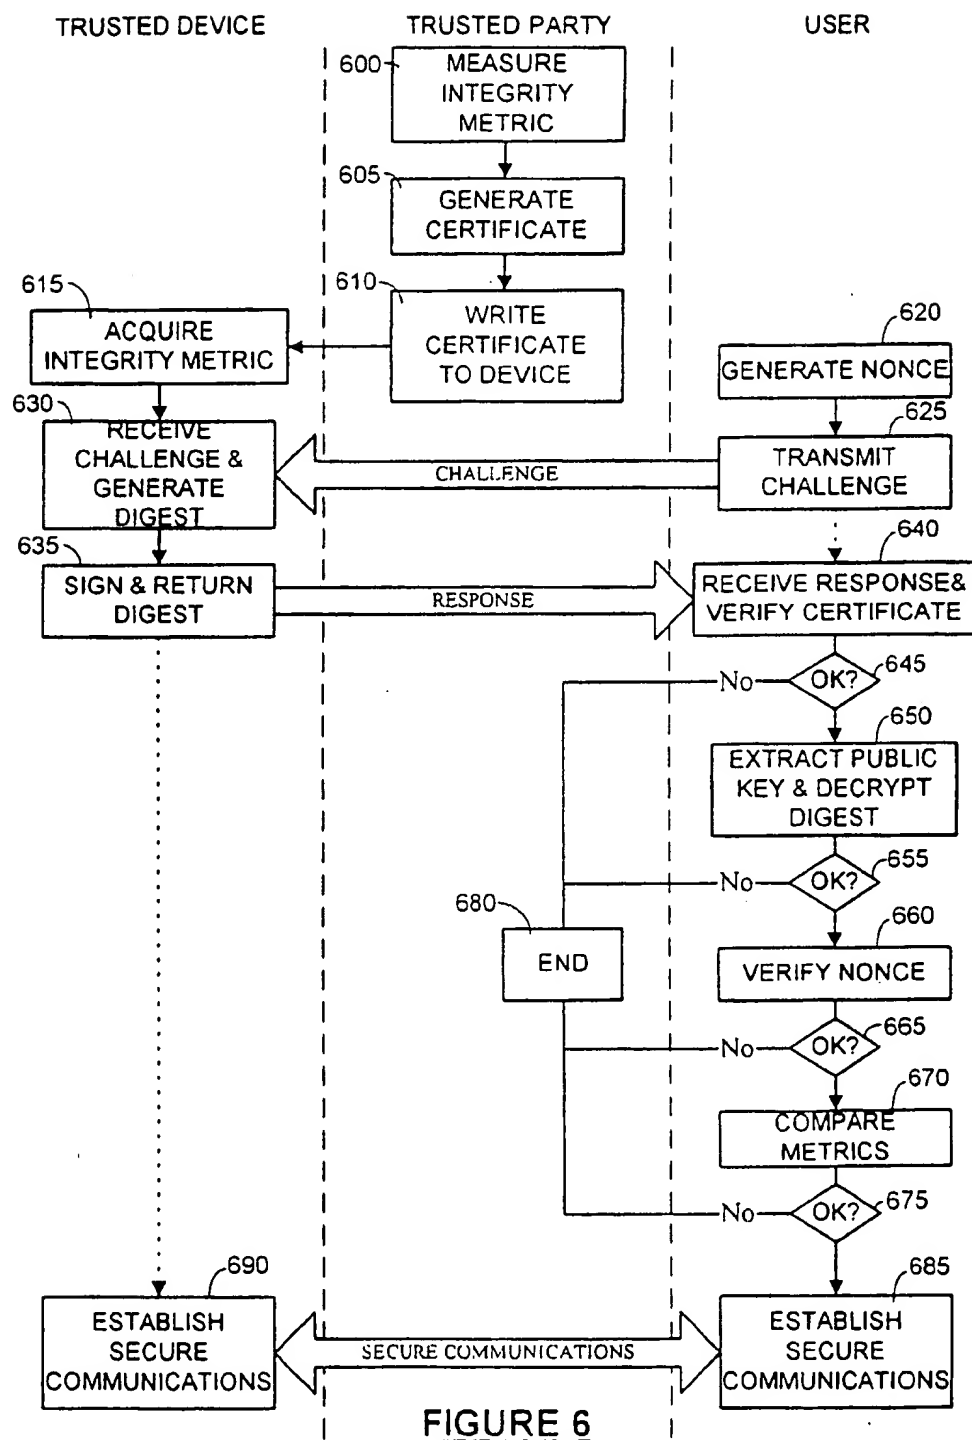 TRUSTED DEVICE
TRUSTED PARTY
USER
600
MEASURE
INTEGRITY
METRIC
605
GENERATE
CERTIFICATE
610
WRITE
CERTIFICATE
TO DEVICE
615
ACQUIRE
INTEGRITY METRIC
620
GENERATE NONCE
625
TRANSMIT
CHALLENGE
CHALLENGE
630
RECEIVE
CHALLENGE &
GENERATE
DIGEST
635
SIGN & RETURN
DIGEST
RESPONSE
640
RECEIVE RESPONSE&
VERIFY CERTIFICATE
645
OK?
No
650
EXTRACT PUBLIC
KEY & DECRYPT
DIGEST
655
OK?
No
680
END
660
VERIFY NONCE
665
OK?
No
670
COMPARE
METRICS
675
OK?
No
690
ESTABLISH
SECURE
COMMUNICATIONS
SECURE COMMUNICATIONS
685
ESTABLISH
SECURE
COMMUNICATIONS
FIGURE 6